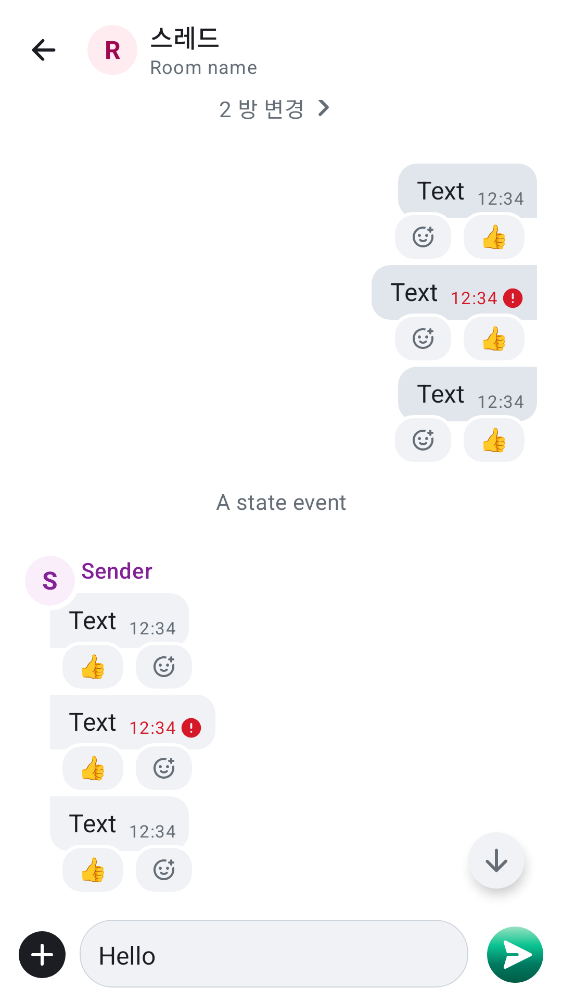 R
스레드
Room name
2 방 변경
Text 12:34
👍
Text 12:34
👍
Text 12:34
👍
A state event
S
Sender
Text 12:34
👍
Text 12:34
👍
Text 12:34
👍
Hello